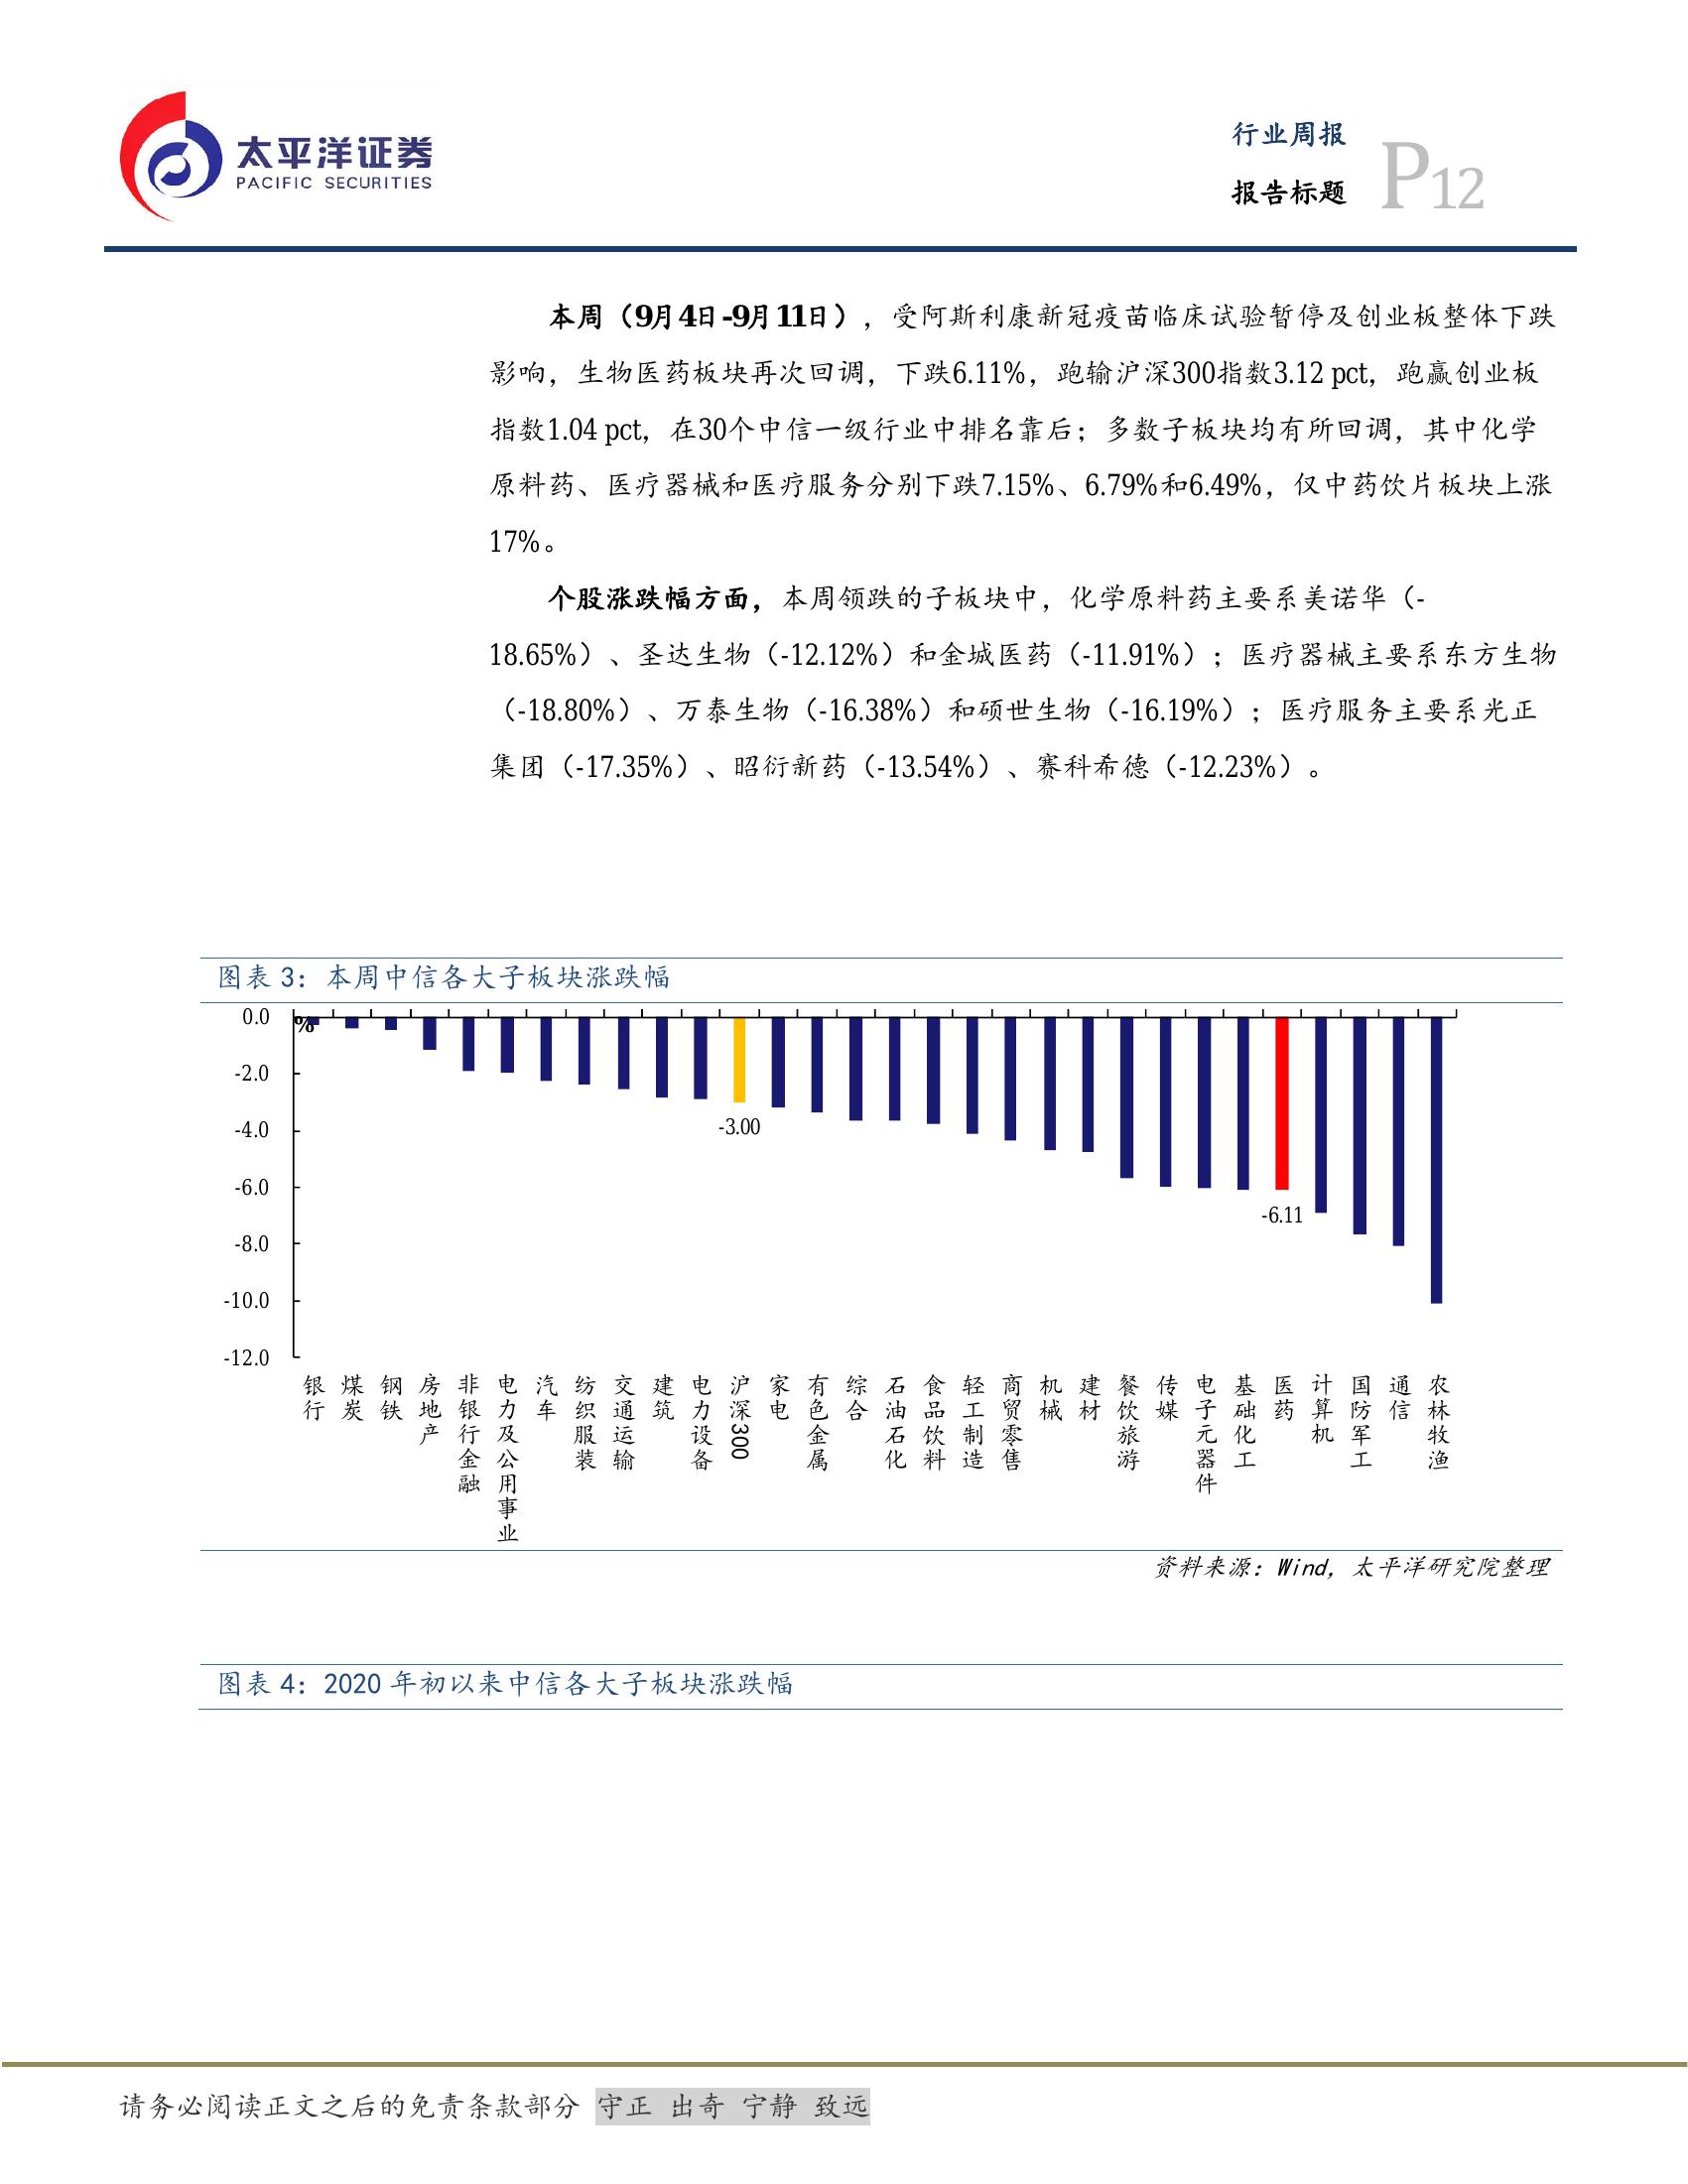 太平洋证券
PACIFIC SECURITIES
行业周报
报告标题
P12
本周（9月4日-9月11日），受阿斯利康新冠疫苗临床试验暂停及创业板整体下跌
影响，生物医药板块再次回调，下跌6.11%，跑输沪深300指数3.12 pct，跑赢创业板
指数1.04 pct，在30个中信一级行业中排名靠后；多数子板块均有所回调，其中化学
原料药、医疗器械和医疗服务分别下跌7.15%、6.79%和6.49%，仅中药饮片板块上涨
17%。
个股涨跌幅方面，本周领跌的子板块中，化学原料药主要系美诺华（-
18.65%）、圣达生物（-12.12%）和金城医药（-11.91%）；医疗器械主要系东方生物
（-18.80%）、万泰生物（-16.38%）和硕世生物（-16.19%）；医疗服务主要系光正
集团（-17.35%）、昭衍新药（-13.54%）、赛科希德（-12.23%）。
图表 3：本周中信各大子板块涨跌幅
%
0.0
-2.0
-4.0
-6.0
-8.0
-10.0
-12.0
-3.00
-6.11
银行
煤炭
钢铁
房地产
非银行金融
电力及公用事业
汽车
纺织服装
交通运输
建筑
电力设备
沪深300
家电
有色金属
综合
石油石化
食品饮料
轻工制造
商贸零售
机械
建材
餐饮旅游
传媒
电子元器件
基础化工
医药
计算机
国防军工
通信
农林牧渔
资料来源：Wind，太平洋研究院整理
图表 4：2020 年初以来中信各大子板块涨跌幅
请务必阅读正文之后的免责条款部分 守正 出奇 宁静 致远